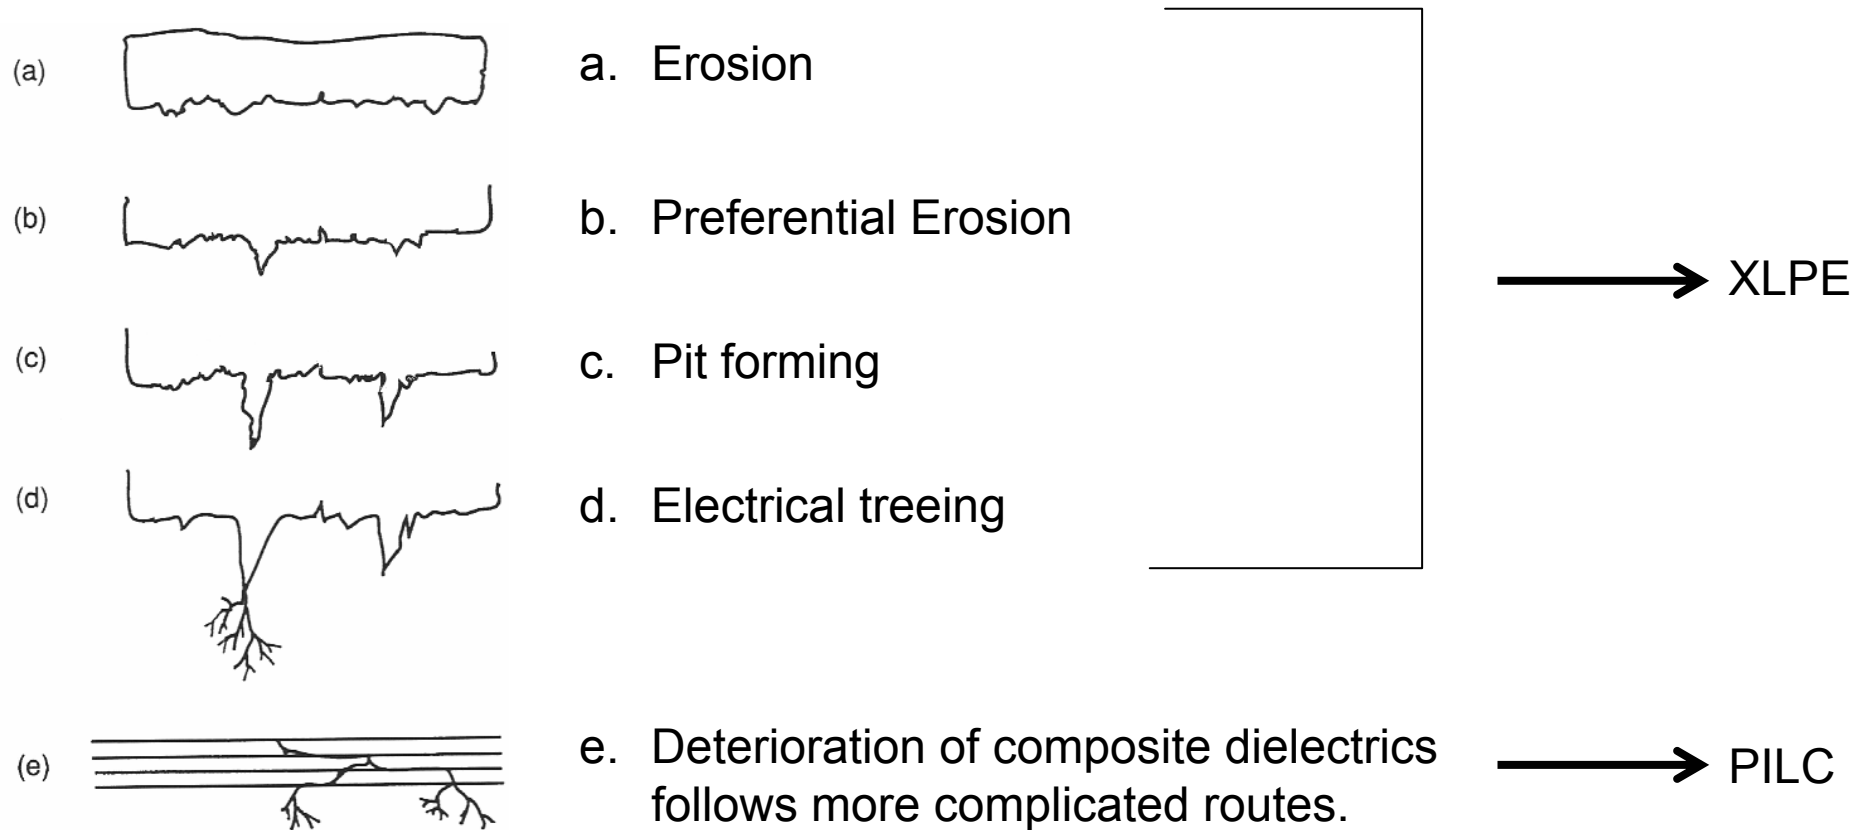 (a)
a. Erosion
(b)
b. Preferential Erosion
XLPE
(c)
c. Pit forming
(d)
d. Electrical treeing
(e)
e. Deterioration of composite dielectrics
follows more complicated routes.
PILC